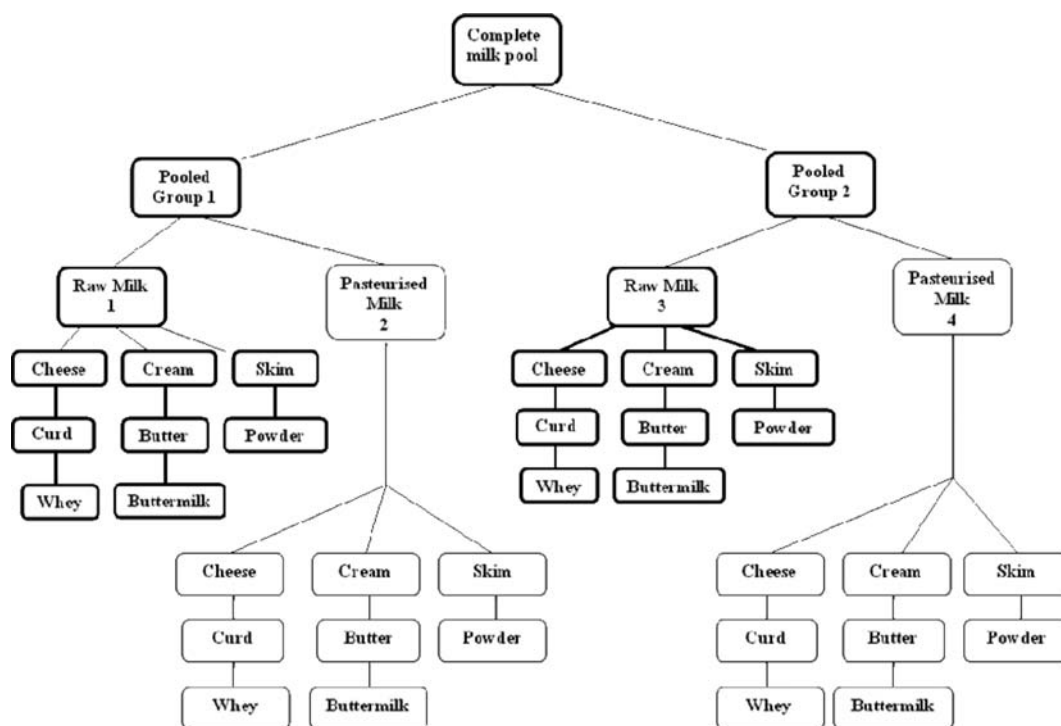 Complete
milk pool
Pooled
Group 1
Pooled
Group 2
Raw Milk
1
Pasteurised
Milk
2
Raw Milk
3
Pasteurised
Milk
4
Cheese
Cream
Skim
Cheese
Cream
Skim
Curd
Butter
Powder
Curd
Butter
Powder
Whey
Buttermilk
Whey
Buttermilk
Cheese
Cream
Skim
Cheese
Cream
Skim
Curd
Butter
Powder
Curd
Butter
Powder
Whey
Buttermilk
Whey
Buttermilk